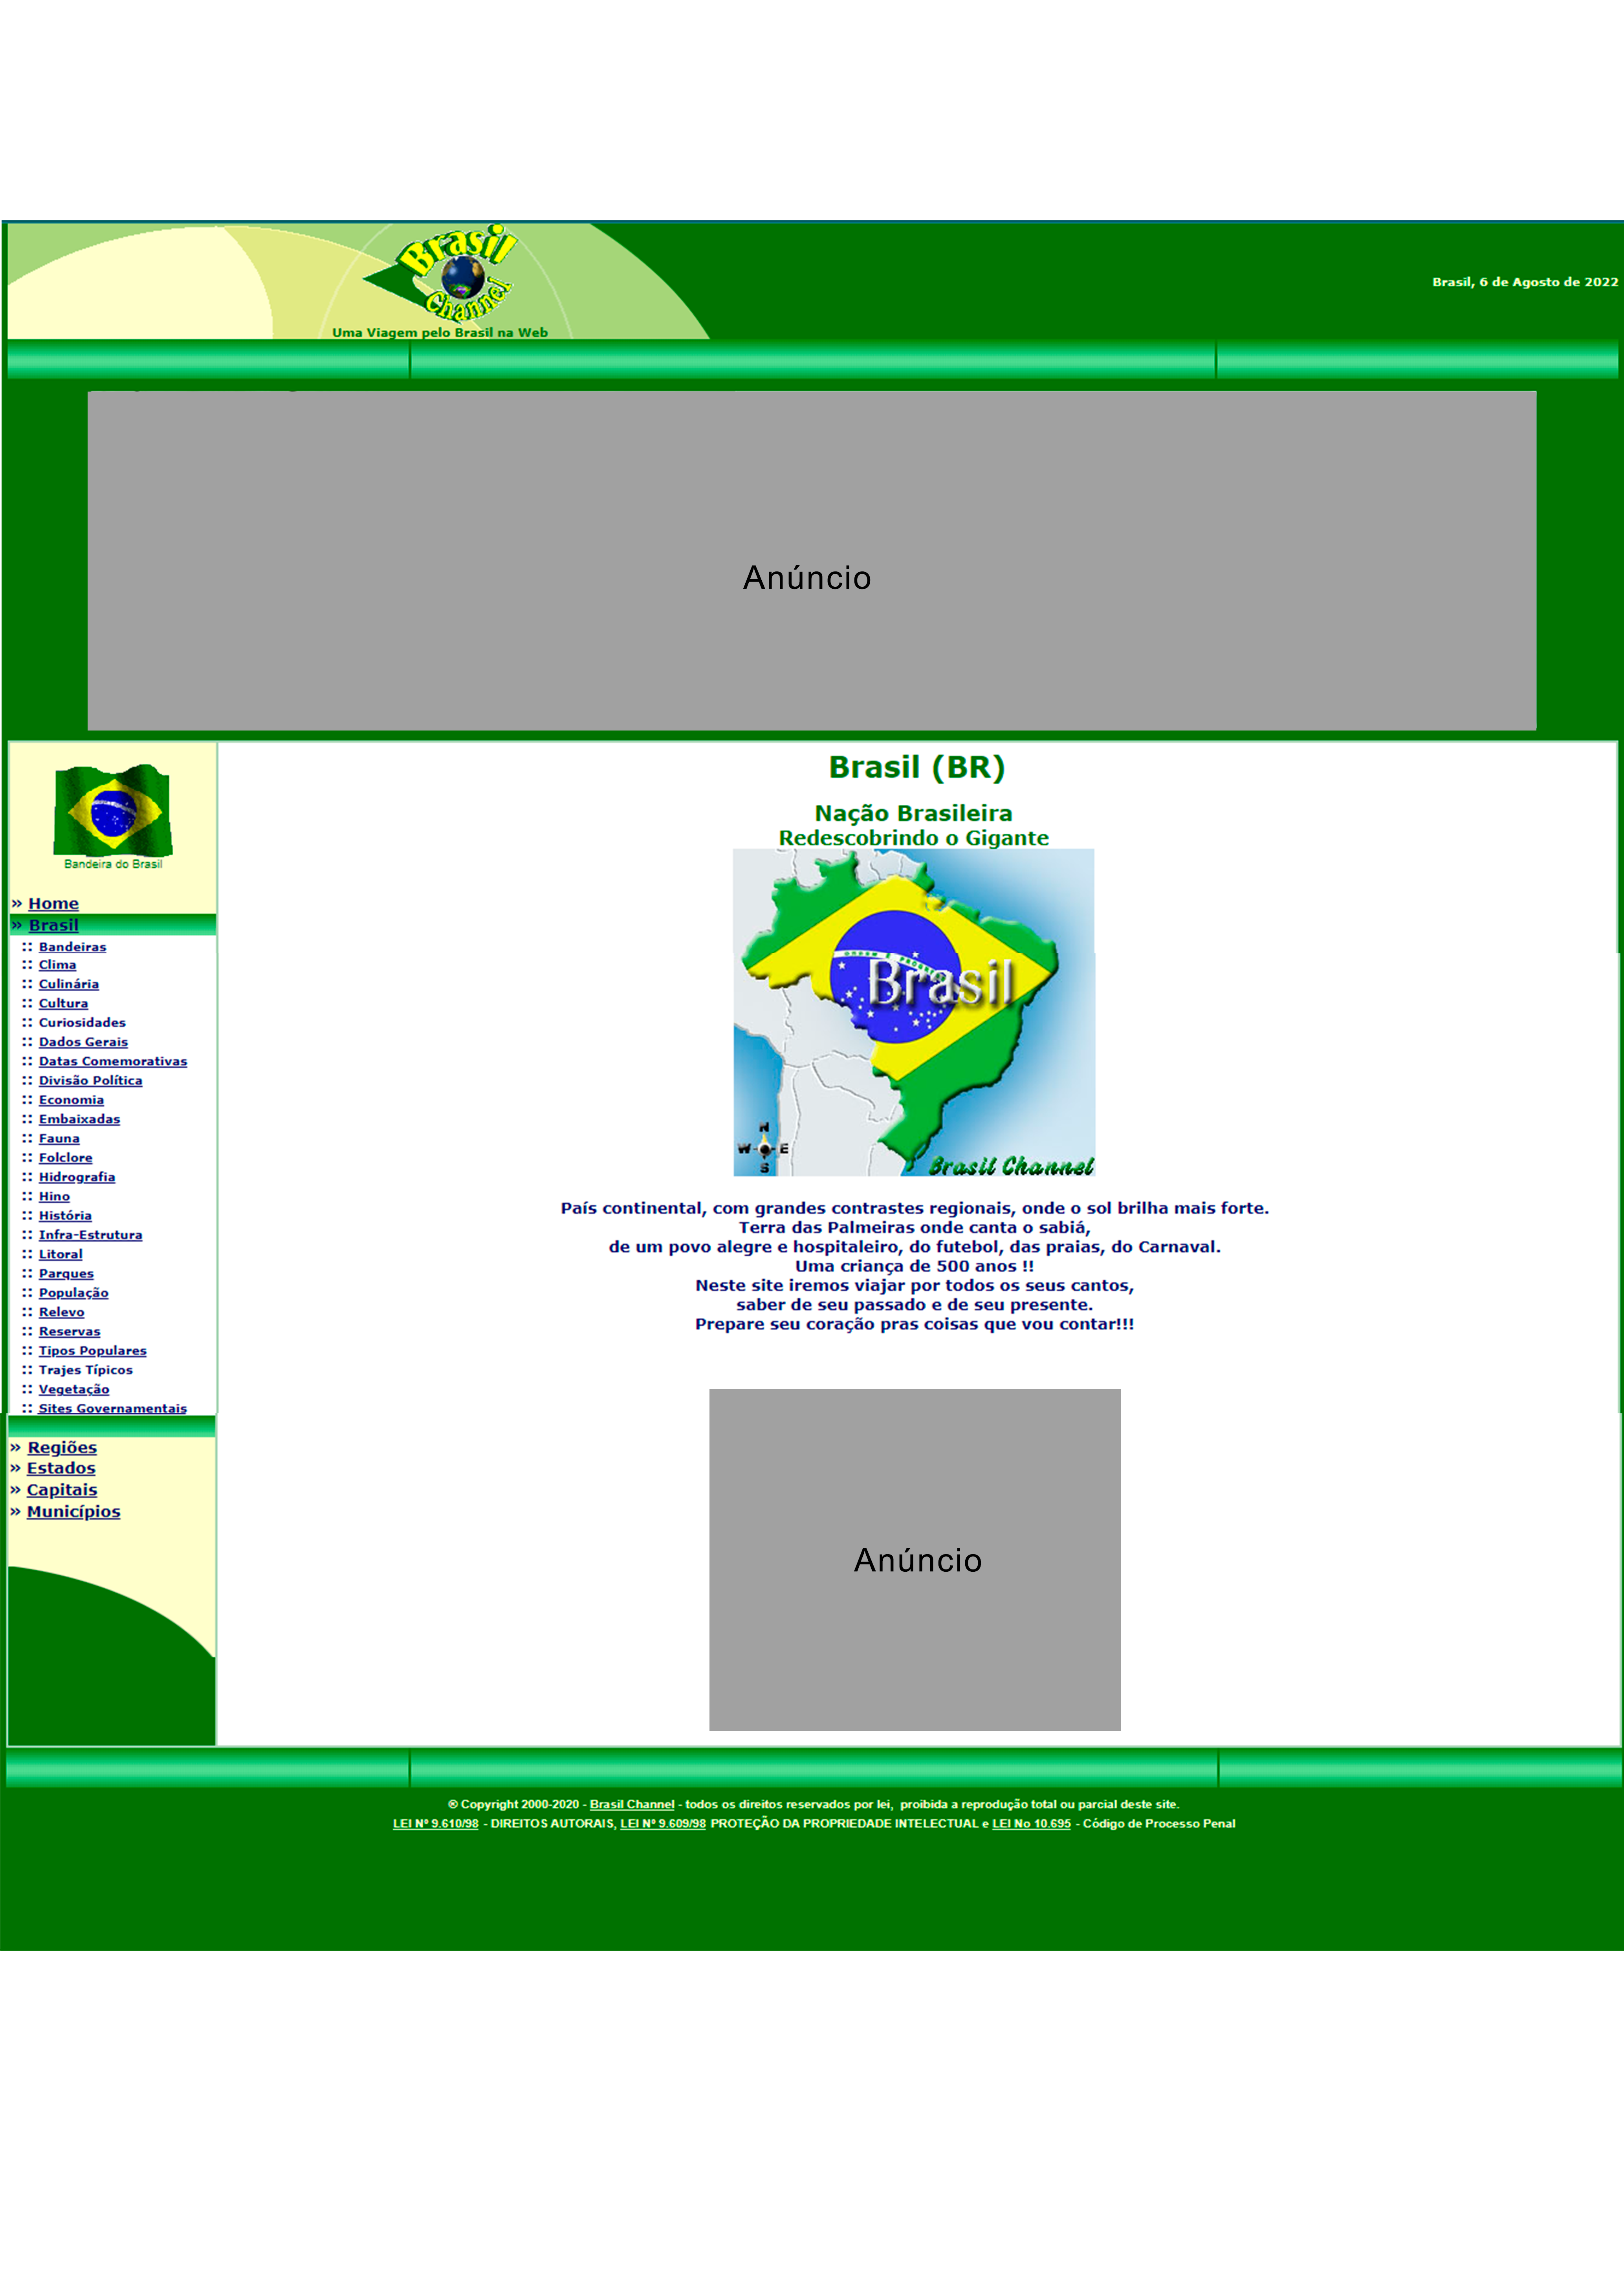 Brasil
Channel
Uma Viagem pelo Brasil na Web
Brasil, 6 de Agosto de 2022
Anúncio
Bandeira do Brasil
» Home
» Brasil
:: Bandeiras
:: Clima
:: Culinária
:: Cultura
:: Curiosidades
:: Dados Gerais
:: Datas Comemorativas
:: Divisão Política
:: Economia
:: Embaixadas
:: Fauna
:: Folclore
:: Hidrografia
:: Hino
:: História
:: Infra-Estrutura
:: Litoral
:: Parques
:: População
:: Relevo
:: Reservas
:: Tipos Populares
:: Trajes Típicos
:: Vegetação
:: Sites Governamentais
» Regiões
» Estados
» Capitais
» Municípios
Brasil (BR)
Nação Brasileira
Redescobrindo o Gigante
ORDEM E PROGRESSO
Brasil
N
W E
S
Brasil Channel
País continental, com grandes contrastes regionais, onde o sol brilha mais forte.
Terra das Palmeiras onde canta o sabiá,
de um povo alegre e hospitaleiro, do futebol, das praias, do Carnaval.
Uma criança de 500 anos !!
Neste site iremos viajar por todos os seus cantos,
saber de seu passado e de seu presente.
Prepare seu coração pras coisas que vou contar!!!
Anúncio
® Copyright 2000-2020 - Brasil Channel - todos os direitos reservados por lei, proibida a reprodução total ou parcial deste site.
LEI Nº 9.610/98 - DIREITOS AUTORAIS, LEI Nº 9.609/98 PROTEÇÃO DA PROPRIEDADE INTELECTUAL e LEI No 10.695 - Código de Processo Penal